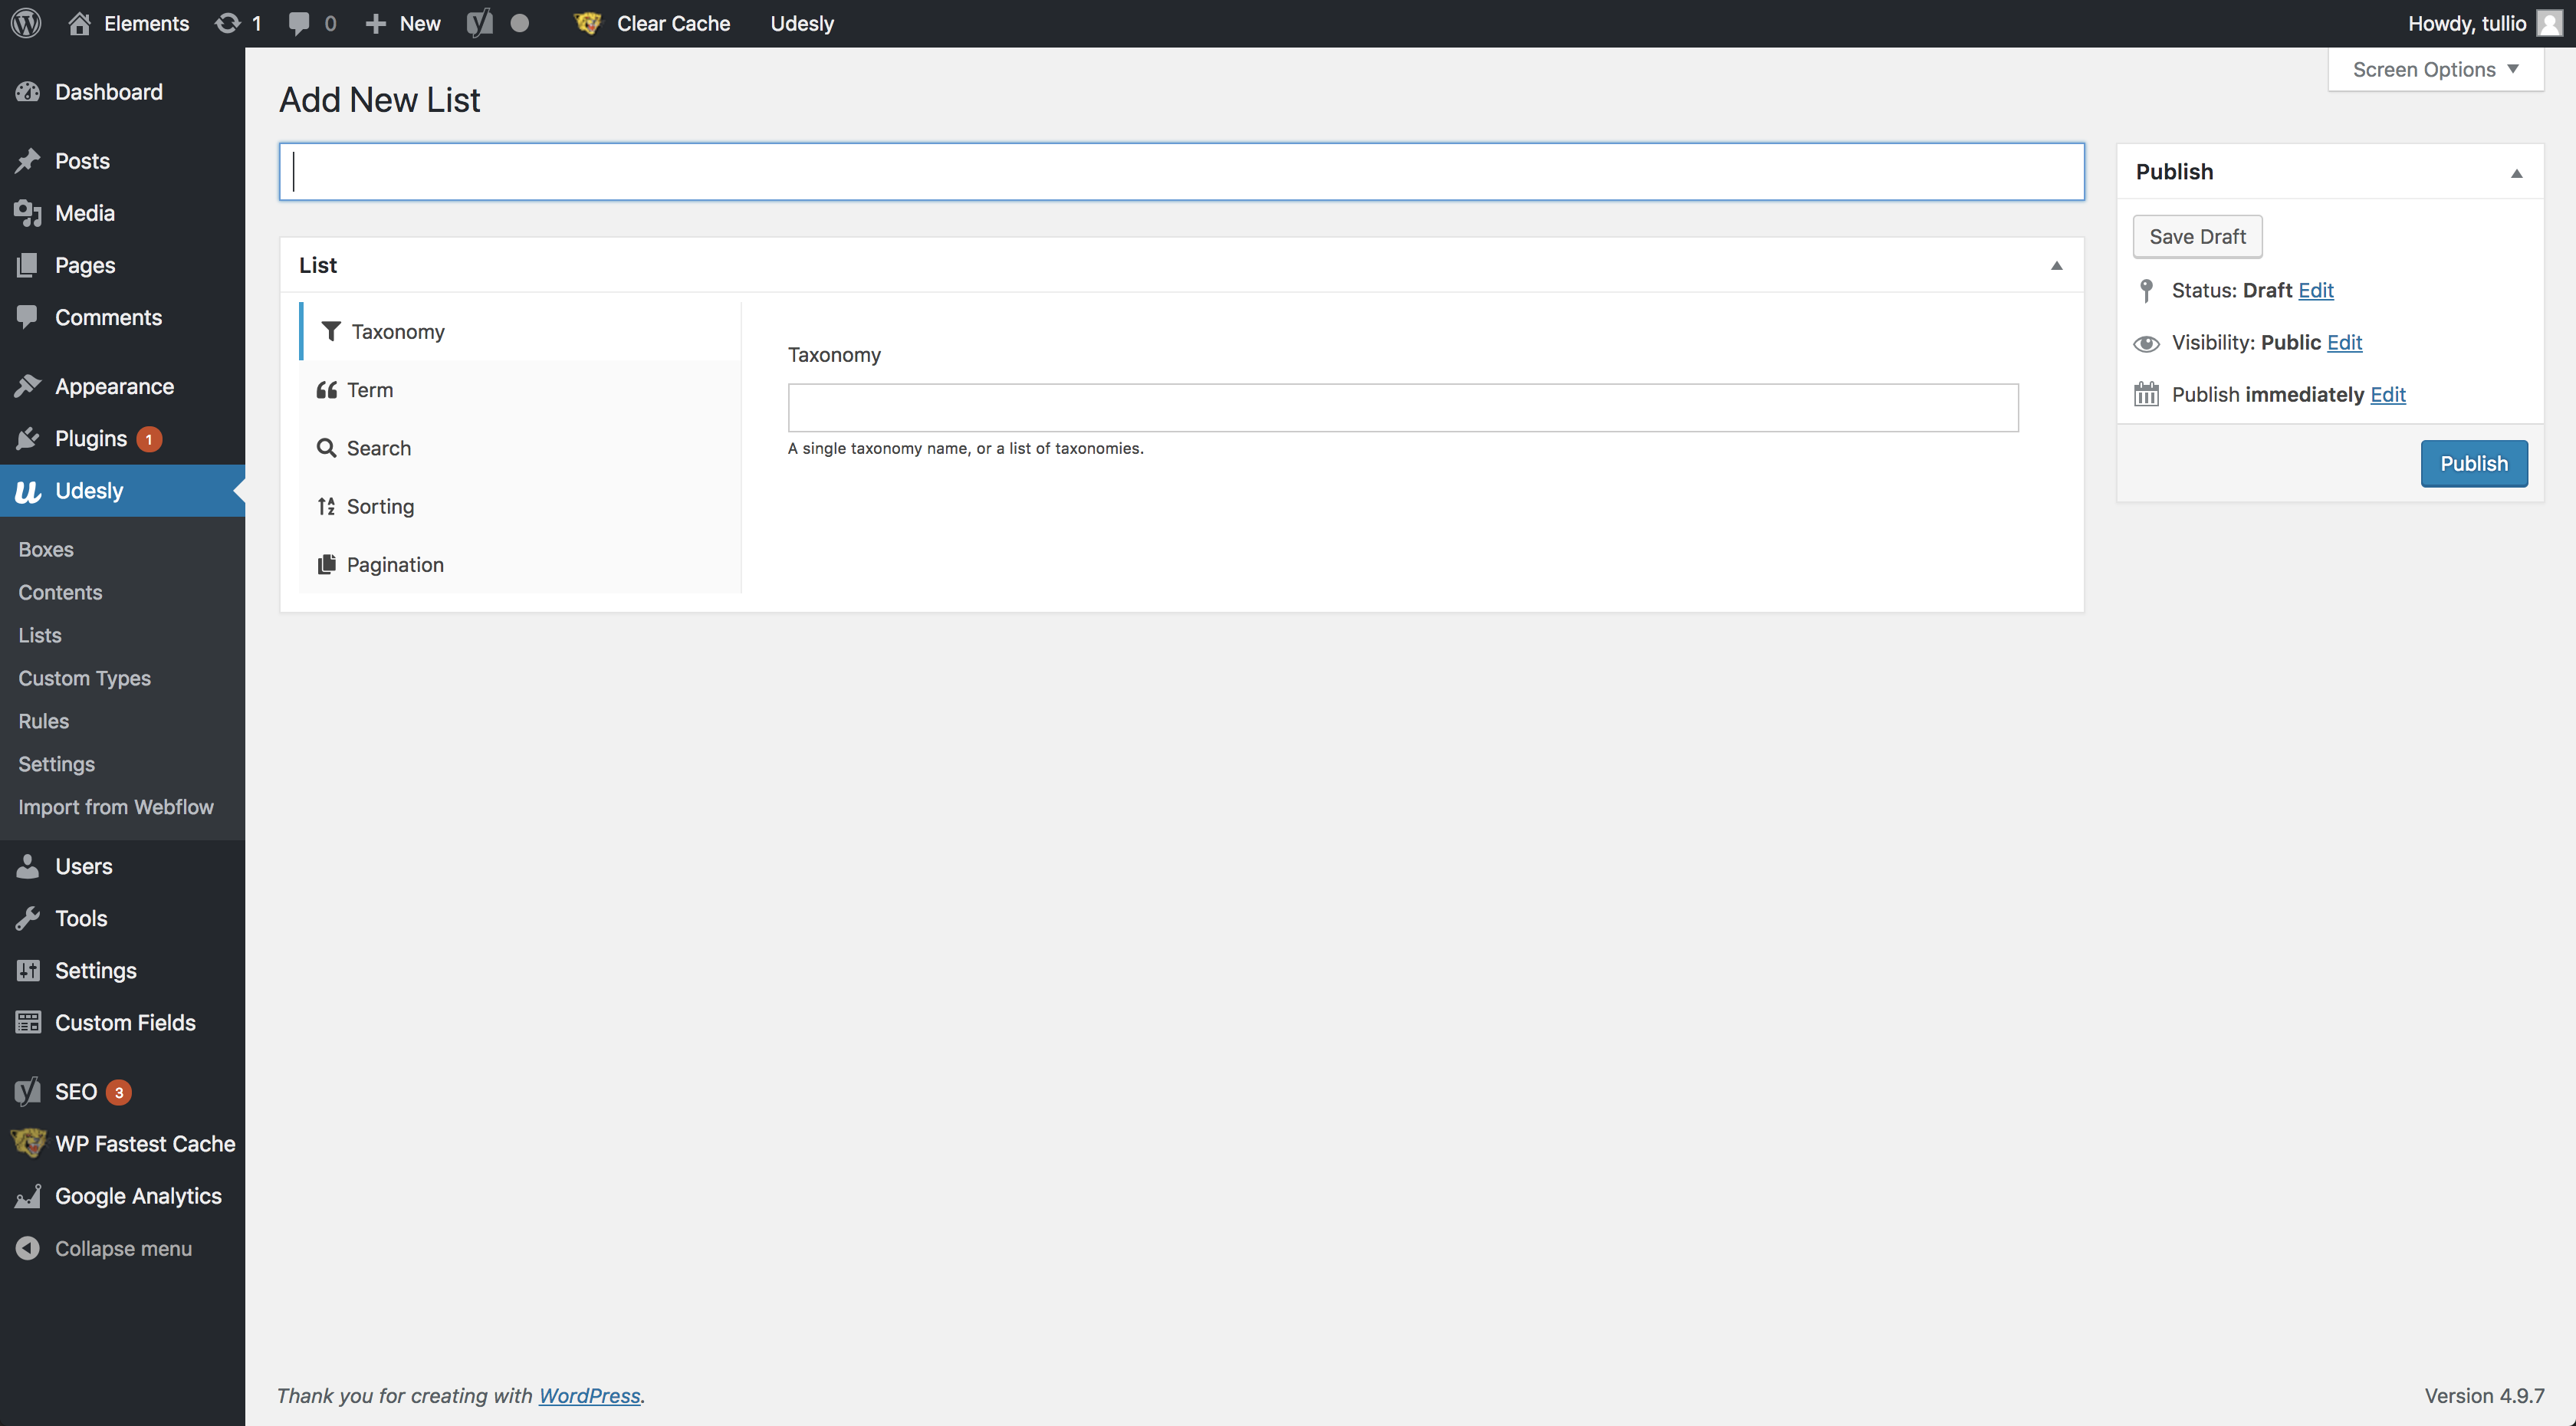 Elements 1 0 New Clear Cache Udesly Howdy, tullio
Screen Options
Dashboard
Posts
Media
Pages
Comments
Appearance
Plugins 1
Udesly
Boxes
Contents
Lists
Custom Types
Rules
Settings
Import from Webflow
Users
Tools
Settings
Custom Fields
SEO 3
WP Fastest Cache
Google Analytics
Collapse menu
Add New List
List
Taxonomy
Term
Search
Sorting
Pagination
Taxonomy
A single taxonomy name, or a list of taxonomies.
Publish
Save Draft
Status: Draft Edit
Visibility: Public Edit
Publish immediately Edit
Publish
Thank you for creating with WordPress.
Version 4.9.7